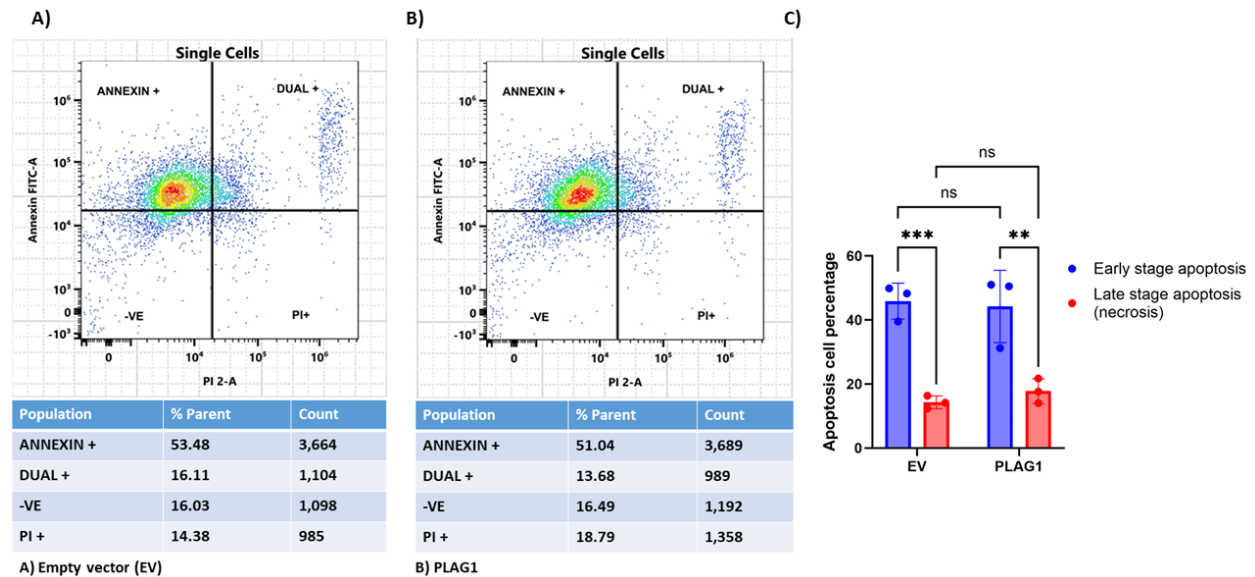 A)
B)
C)
Single Cells
ANNEXIN +
DUAL +
-VE
PI+
Annexin FITC-A
10⁶
10⁵
10⁴
10³
0
-10³
0
10⁴
10⁵
10⁶
PI 2-A
Population % Parent Count
ANNEXIN + 53.48 3,664
DUAL + 16.11 1,104
-VE 16.03 1,098
PI + 14.38 985
A) Empty vector (EV)
Single Cells
ANNEXIN +
DUAL +
-VE
PI+
Annexin FITC-A
10⁶
10⁵
10⁴
10³
0
-10³
0
10⁴
10⁵
10⁶
PI 2-A
Population % Parent Count
ANNEXIN + 51.04 3,689
DUAL + 13.68 989
-VE 16.49 1,192
PI + 18.79 1,358
B) PLAG1
ns
ns
*** **
Apoptosis cell percentage
60
40
20
0
EV PLAG1
Early stage apoptosis
Late stage apoptosis
(necrosis)